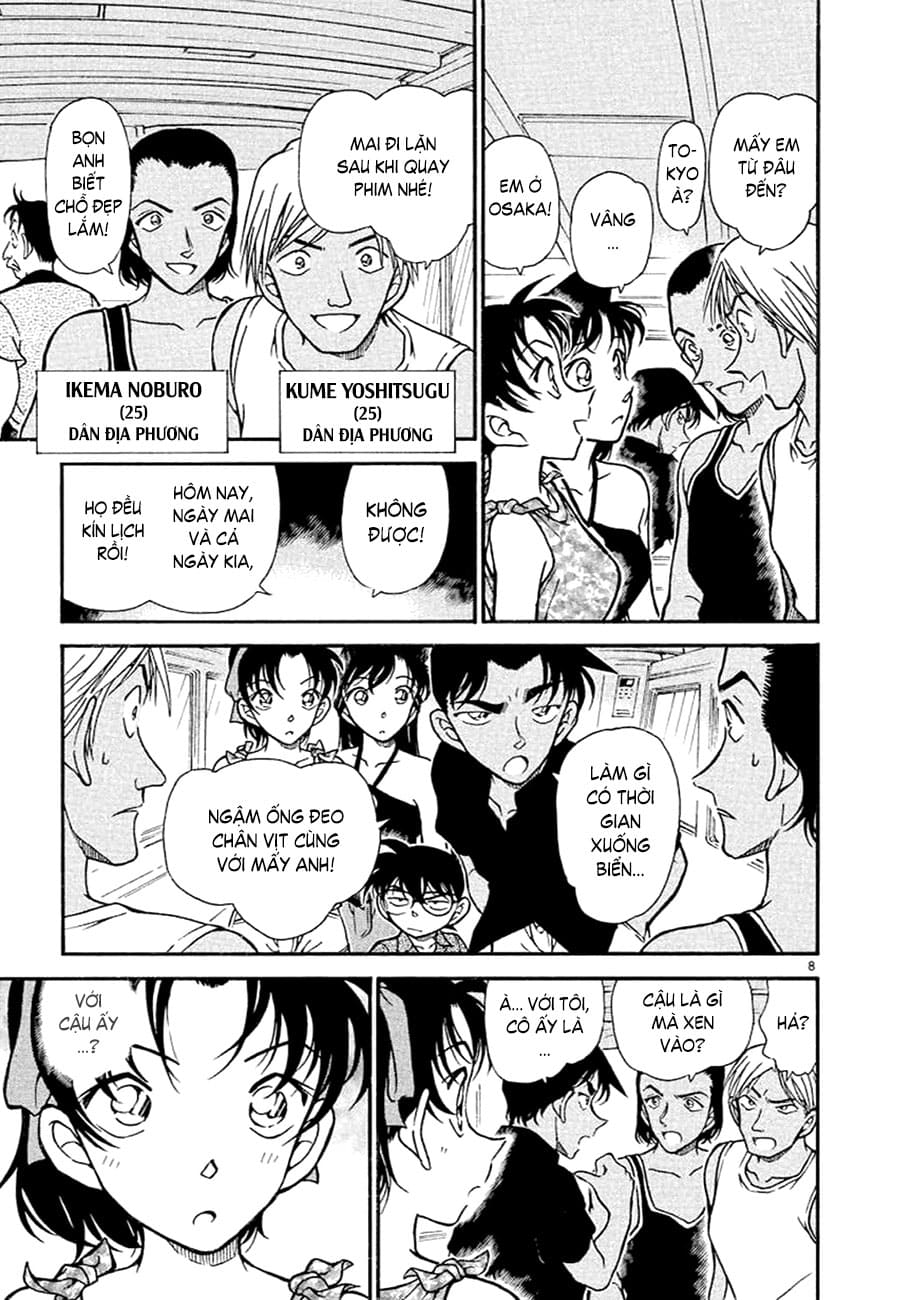 MẤY EM
TỪ ĐÂU
ĐẾN?
TO-
KYO
À?
VÂNG
...
EM Ở
OSAKA!
MAI ĐI LẶN
SAU KHI QUAY
PHIM NHÉ!
BỌN
ANH
BIẾT
CHỖ ĐẸP
LẮM!
KUME YOSHITSUGU
(25)
DÂN ĐỊA PHƯƠNG
IKEMA NOBURO
(25)
DÂN ĐỊA PHƯƠNG
KHÔNG
ĐƯỢC!
HÔM NAY,
NGÀY MAI
VÀ CẢ
NGÀY KIA,
HỌ ĐỀU
KÍN LỊCH
RỒI!
LÀM GÌ
CÓ THỜI
GIAN
XUỐNG
BIỂN...
NGẬM ỐNG ĐEO
CHÂN VỊT CÙNG
VỚI MẤY ANH!
8
HẢ?
CẬU LÀ GÌ
MÀ XEN
VÀO?
À... VỚI TÔI,
CÔ ẤY LÀ
...
VỚI
CẬU ẤY
...?